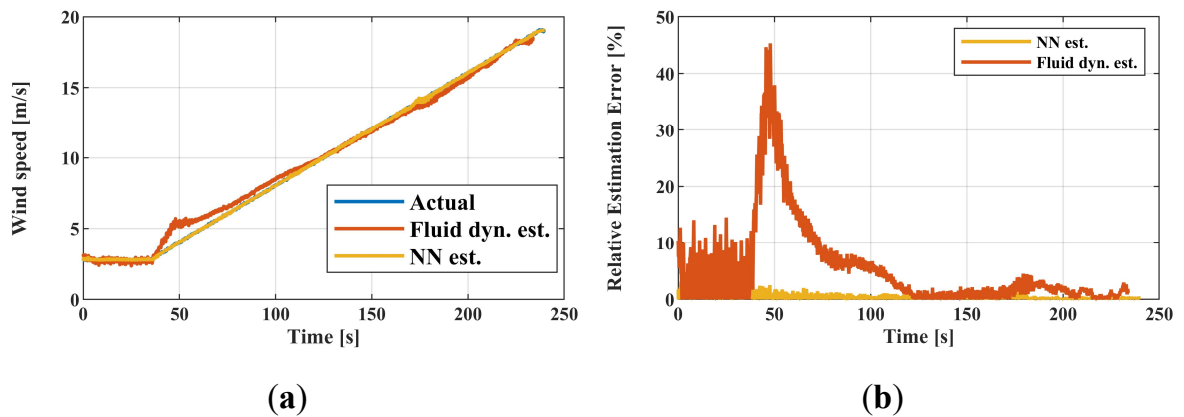 20
15
10
5
0
Wind speed [m/s]
Actual
Fluid dyn. est.
NN est.
0 50 100 150 200 250
Time [s]
(a)
50
40
30
20
10
0
Relative Estimation Error [%]
NN est.
Fluid dyn. est.
0 50 100 150 200 250
Time [s]
(b)